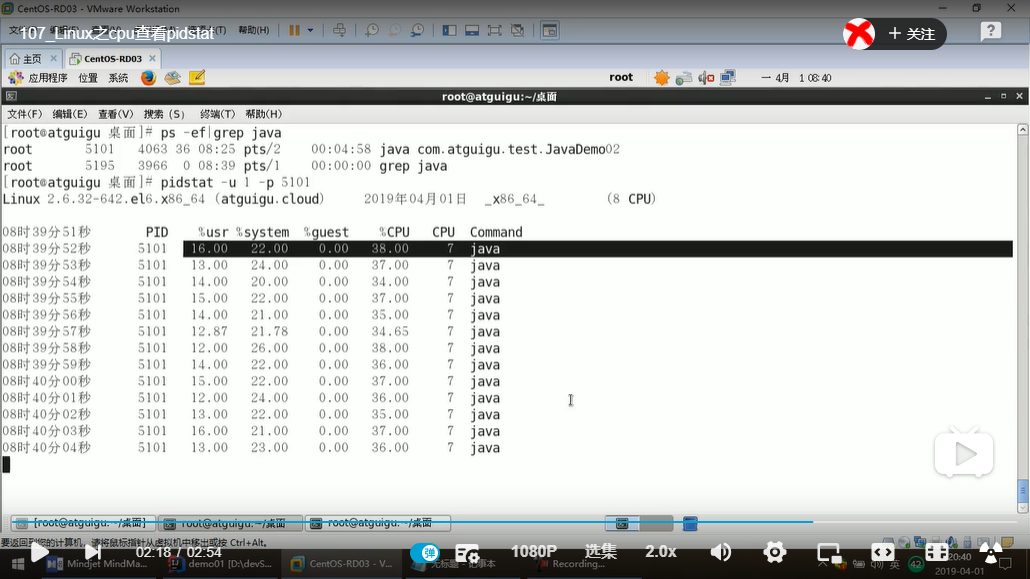 CentOS-RD03 - VMware Workstation
107_Linux之cpu查看pidstat
帮助(H)
+ 关注
主页
CentOS-RD03
应用程序 位置 系统
root
一 4月 1 08:40
root@atguigu:~/桌面
文件(F) 编辑(E) 查看(V) 搜索 (S) 终端(T) 帮助(H)
[root@atguigu 桌面]# ps -ef|grep java
root 5101 4063 36 08:25 pts/2 00:04:58 java com.atguigu.test.JavaDemo02
root 5195 3966 0 08:39 pts/1 00:00:00 grep java
[root@atguigu 桌面]# pidstat -u 1 -p 5101
Linux 2.6.32-642.el6.x86_64 (atguigu.cloud) 2019年04月01日 _x86_64_ (8 CPU)
08时39分51秒 PID %usr %system %guest %CPU CPU Command
08时39分52秒 5101 16.00 22.00 0.00 38.00 7 java
08时39分53秒 5101 13.00 24.00 0.00 37.00 7 java
08时39分54秒 5101 14.00 20.00 0.00 34.00 7 java
08时39分55秒 5101 15.00 22.00 0.00 37.00 7 java
08时39分56秒 5101 14.00 21.00 0.00 35.00 7 java
08时39分57秒 5101 12.87 21.78 0.00 34.65 7 java
08时39分58秒 5101 12.00 26.00 0.00 38.00 7 java
08时39分59秒 5101 14.00 22.00 0.00 36.00 7 java
08时40分00秒 5101 15.00 22.00 0.00 37.00 7 java
08时40分01秒 5101 12.00 24.00 0.00 36.00 7 java
08时40分02秒 5101 13.00 22.00 0.00 35.00 7 java
08时40分03秒 5101 16.00 21.00 0.00 37.00 7 java
08时40分04秒 5101 13.00 23.00 0.00 36.00 7 java
[root@atguigu:~/桌面] root@atguigu:~/桌面 root@atguigu:~/桌面
要返回到您的计算机，请将鼠标指针从虚拟机中移出或按 Ctrl+Alt。
02:18 / 02:54
弹
1080P 选集 2.0x
Mindjet MindMa...
demo01 [D:\devS...
CentOS-RD03 - V...
无标题 - 记事本
Recording...
英
42
20:40
2019-04-01